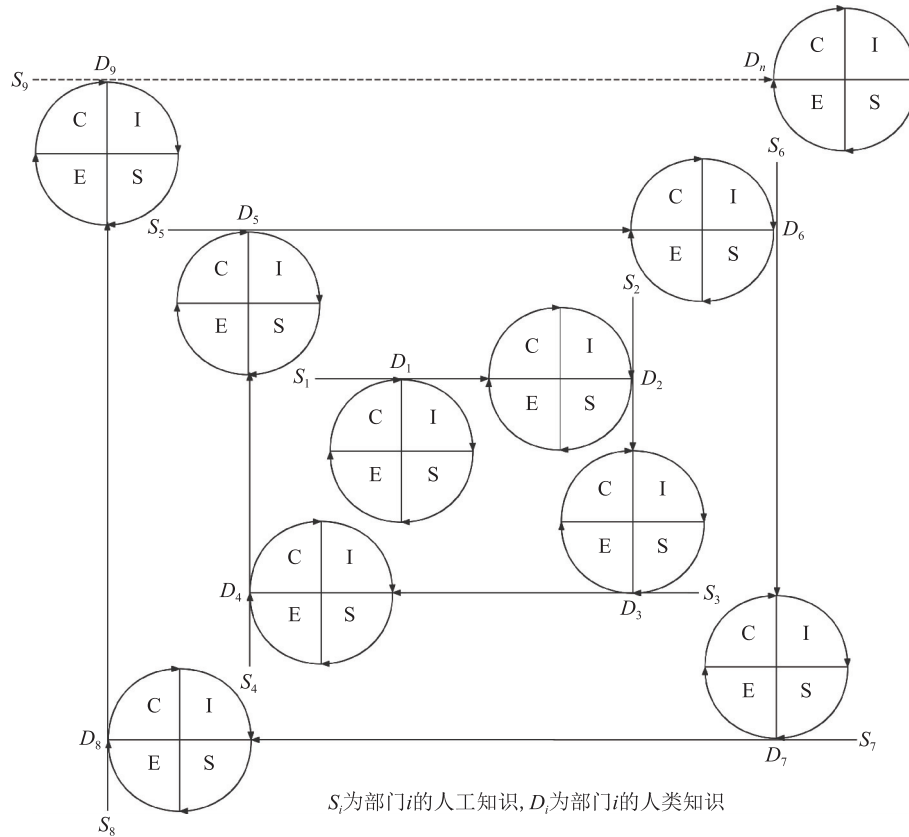 C I
D₉ Dₙ
S₉
E S
C I
S₆
E S
C I
D₅
S₅ D₆
C I
E S
S₂
E S
C I
D₁
S₁ D₂
E S
C I
C I
E S
E S
C I
D₄
S₃
D₃
E S
C I
S₄
C I
E S
D₈
S₇
D₇
E S
Sᵢ为部门i的人工知识, Dᵢ为部门i的人类知识
S₈